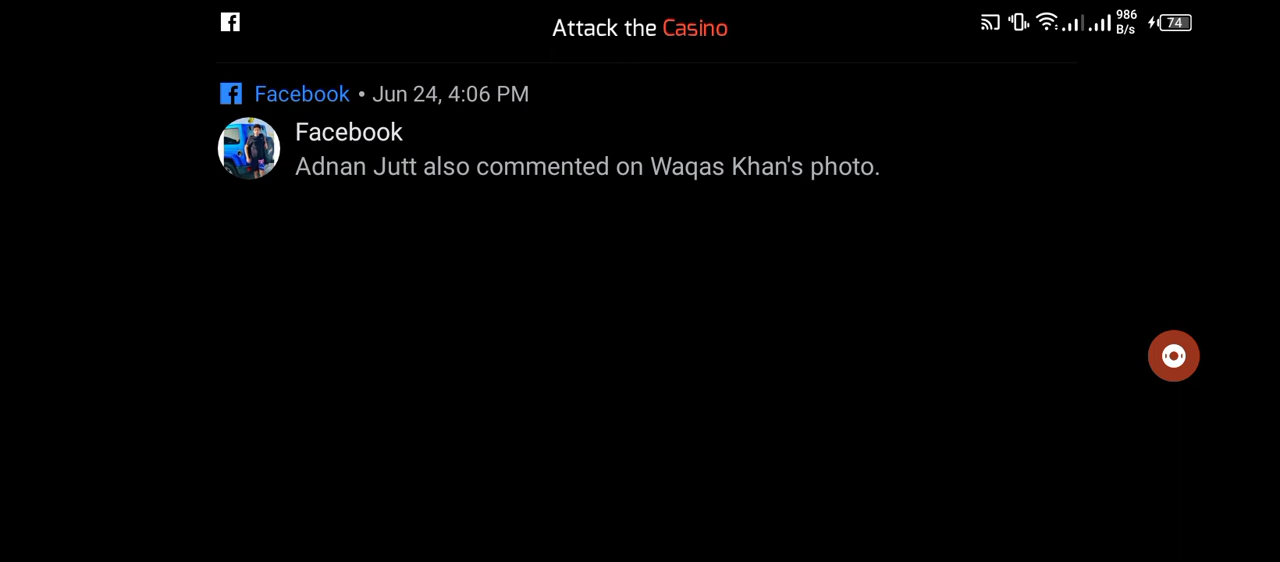 Attack the Casino
986
B/s
74
Facebook • Jun 24, 4:06 PM
Facebook
Adnan Jutt also commented on Waqas Khan's photo.